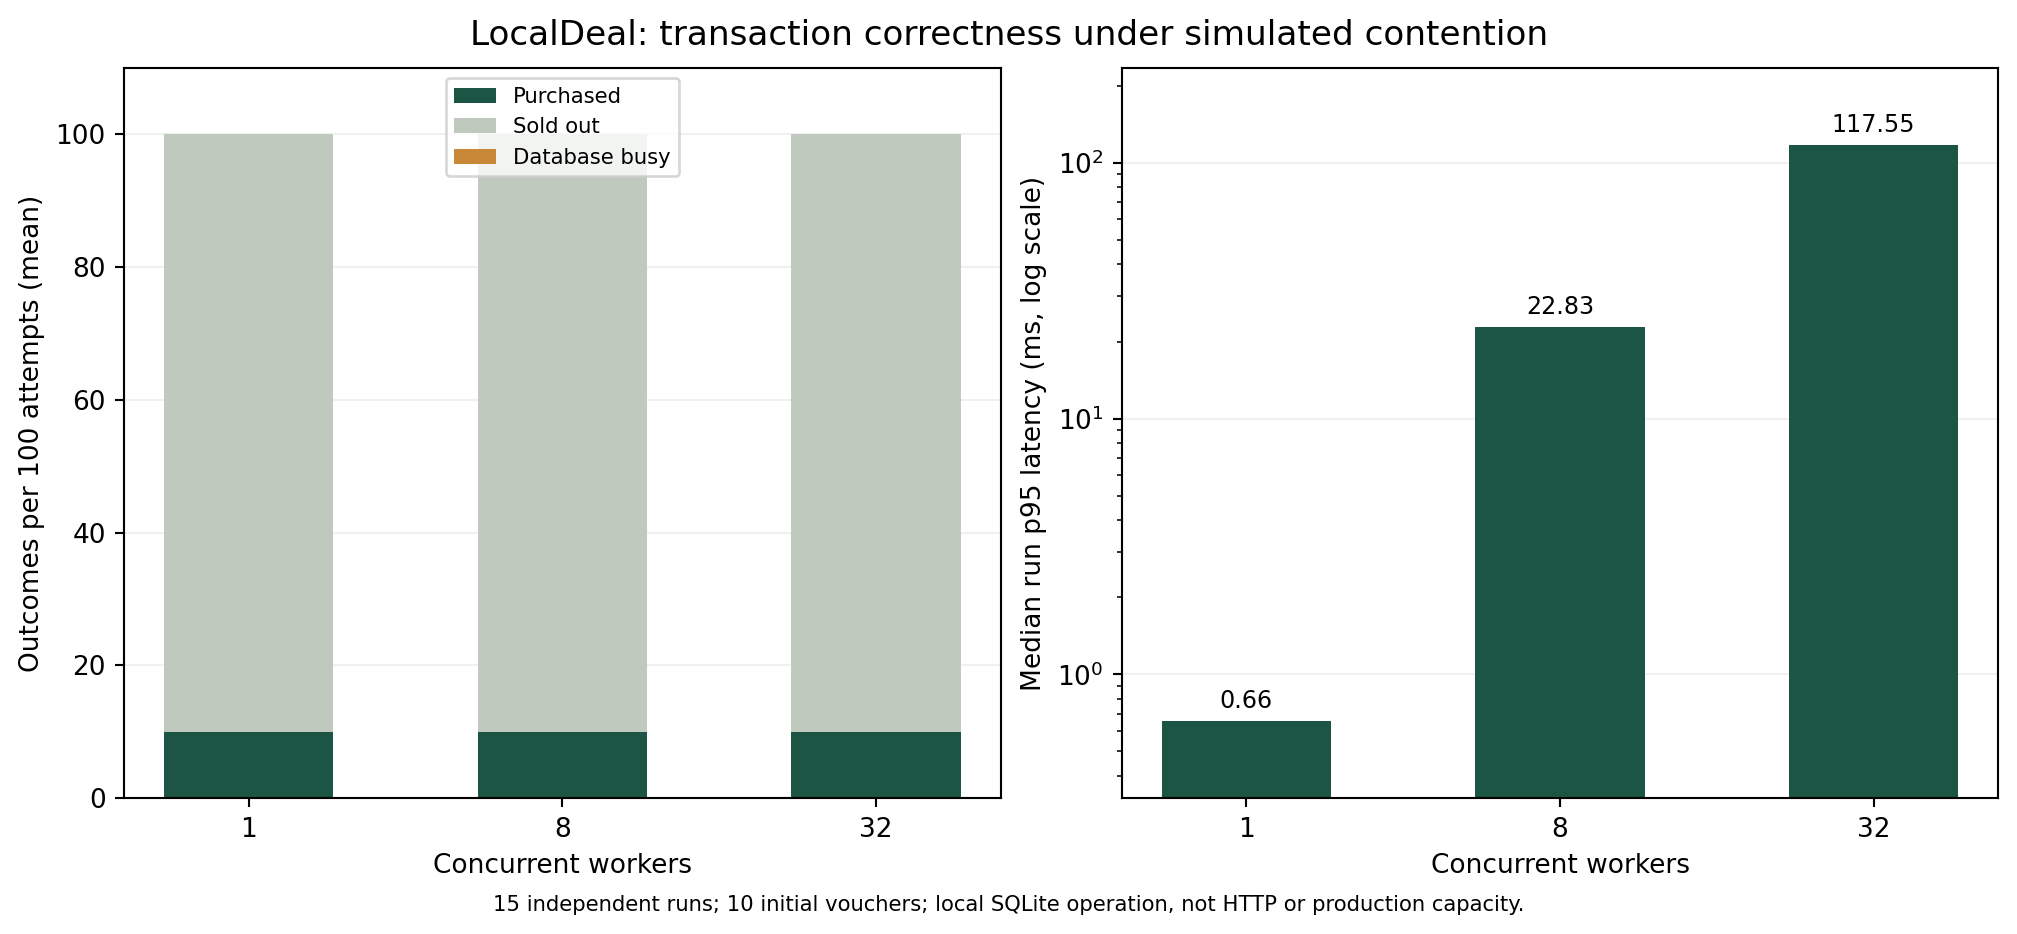 LocalDeal: transaction correctness under simulated contention
Outcomes per 100 attempts (mean)
100
80
60
40
20
0
Purchased
Sold out
Database busy
1
8
32
Concurrent workers
Median run p95 latency (ms, log scale)
10²
10¹
10⁰
0.66
22.83
117.55
1
8
32
Concurrent workers
15 independent runs; 10 initial vouchers; local SQLite operation, not HTTP or production capacity.